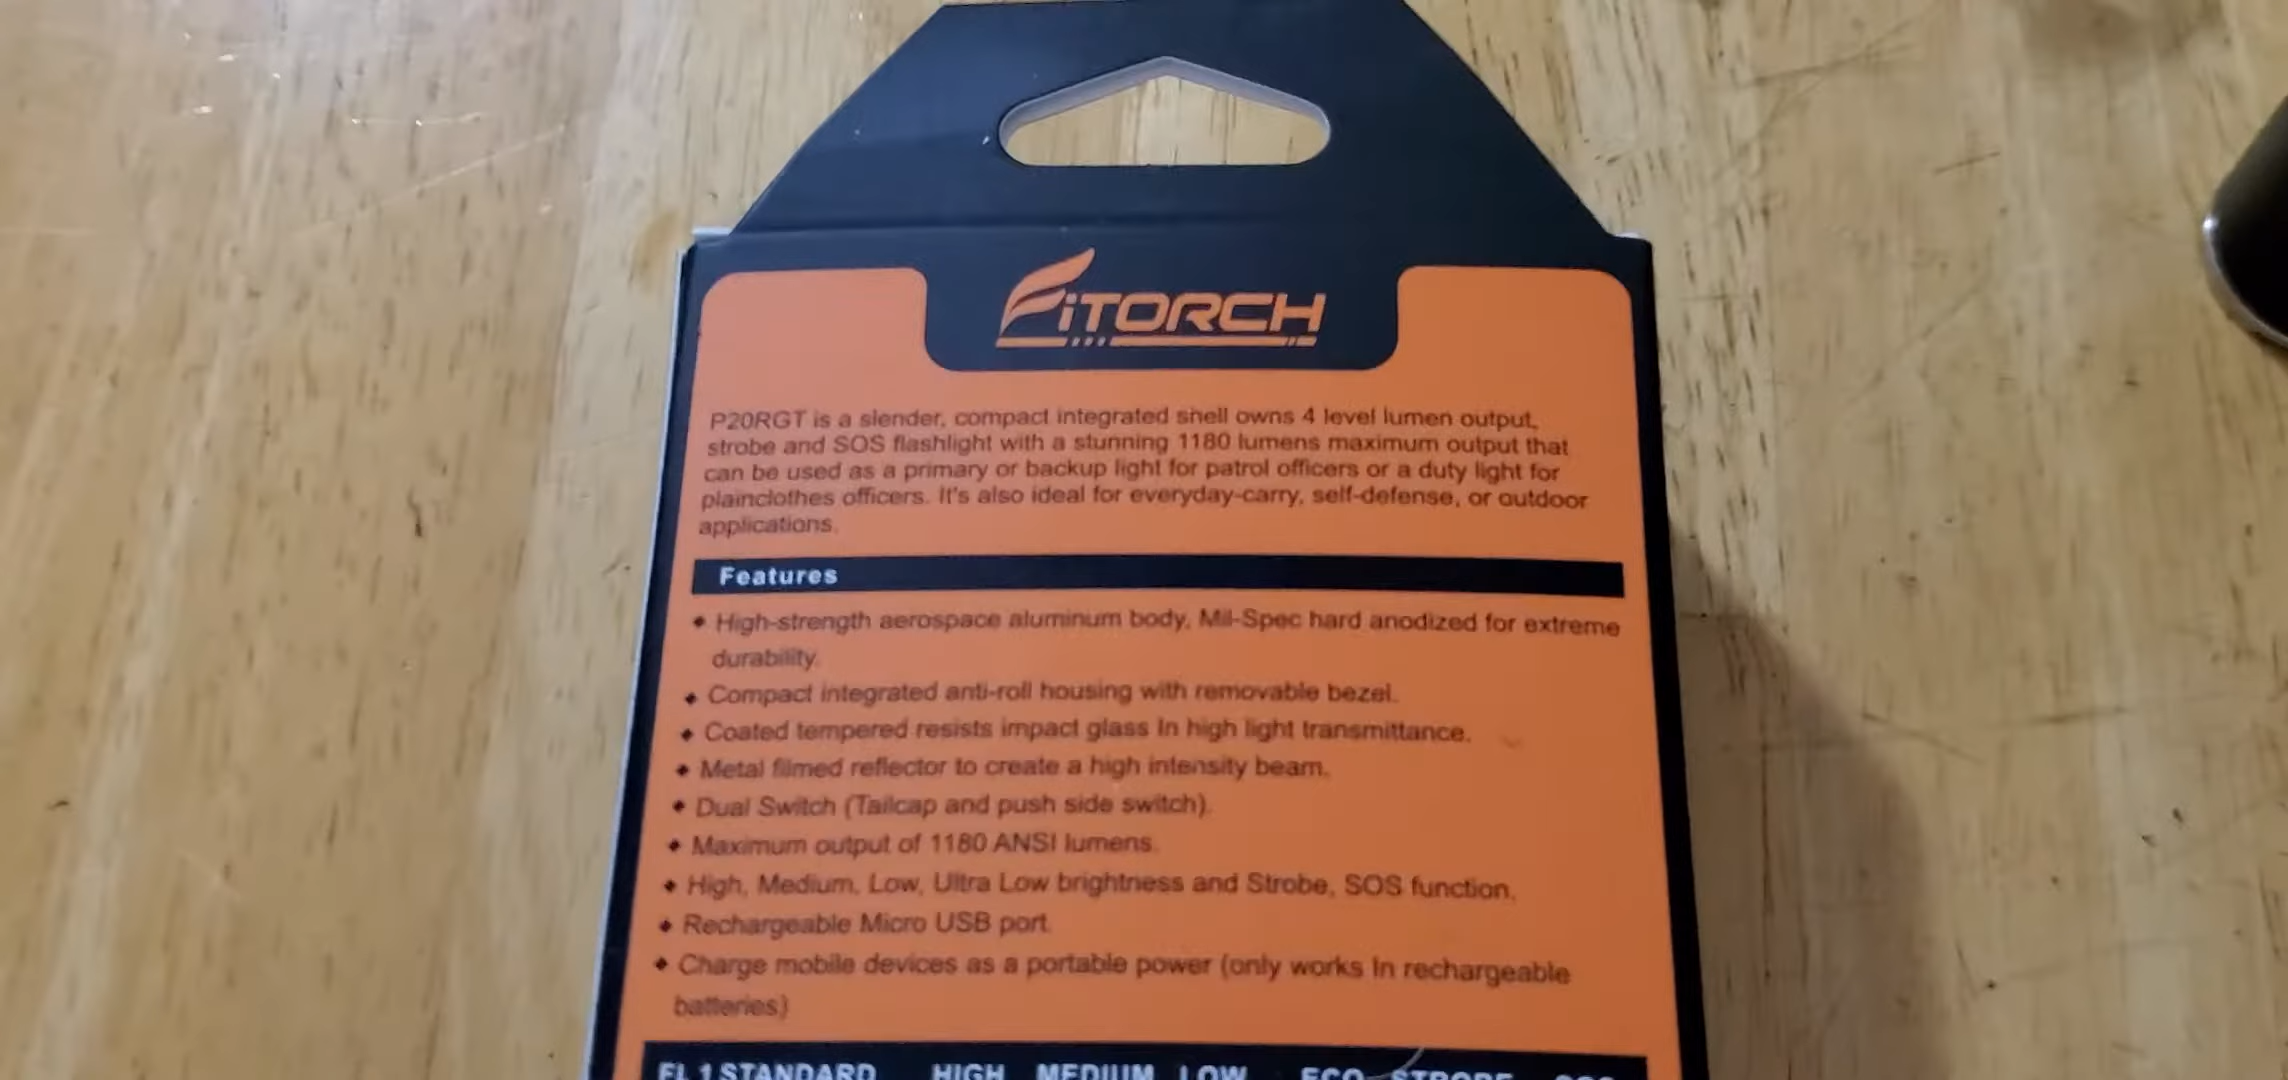 FiTORCH
P20RGT is a slender, compact integrated shell owns 4 level lumen output,
strobe and SOS flashlight with a stunning 1180 lumens maximum output that
can be used as a primary or backup light for patrol officers or a duty light for
plainclothes officers. It's also ideal for everyday-carry, self-defense, or outdoor
applications.
Features
◆ High-strength aerospace aluminum body, Mil-Spec hard anodized for extreme
durability.
◆ Compact integrated anti-roll housing with removable bezel.
◆ Coated tempered resists impact glass In high light transmittance.
◆ Metal filmed reflector to create a high intensity beam.
◆ Dual Switch (Tailcap and push side switch).
◆ Maximum output of 1180 ANSI lumens.
◆ High, Medium, Low, Ultra Low brightness and Strobe, SOS function.
◆ Rechargeable Micro USB port.
◆ Charge mobile devices as a portable power (only works In rechargeable
batteries)
FL 1 STANDARD HIGH MEDIUM LOW ECO STROBE SOS